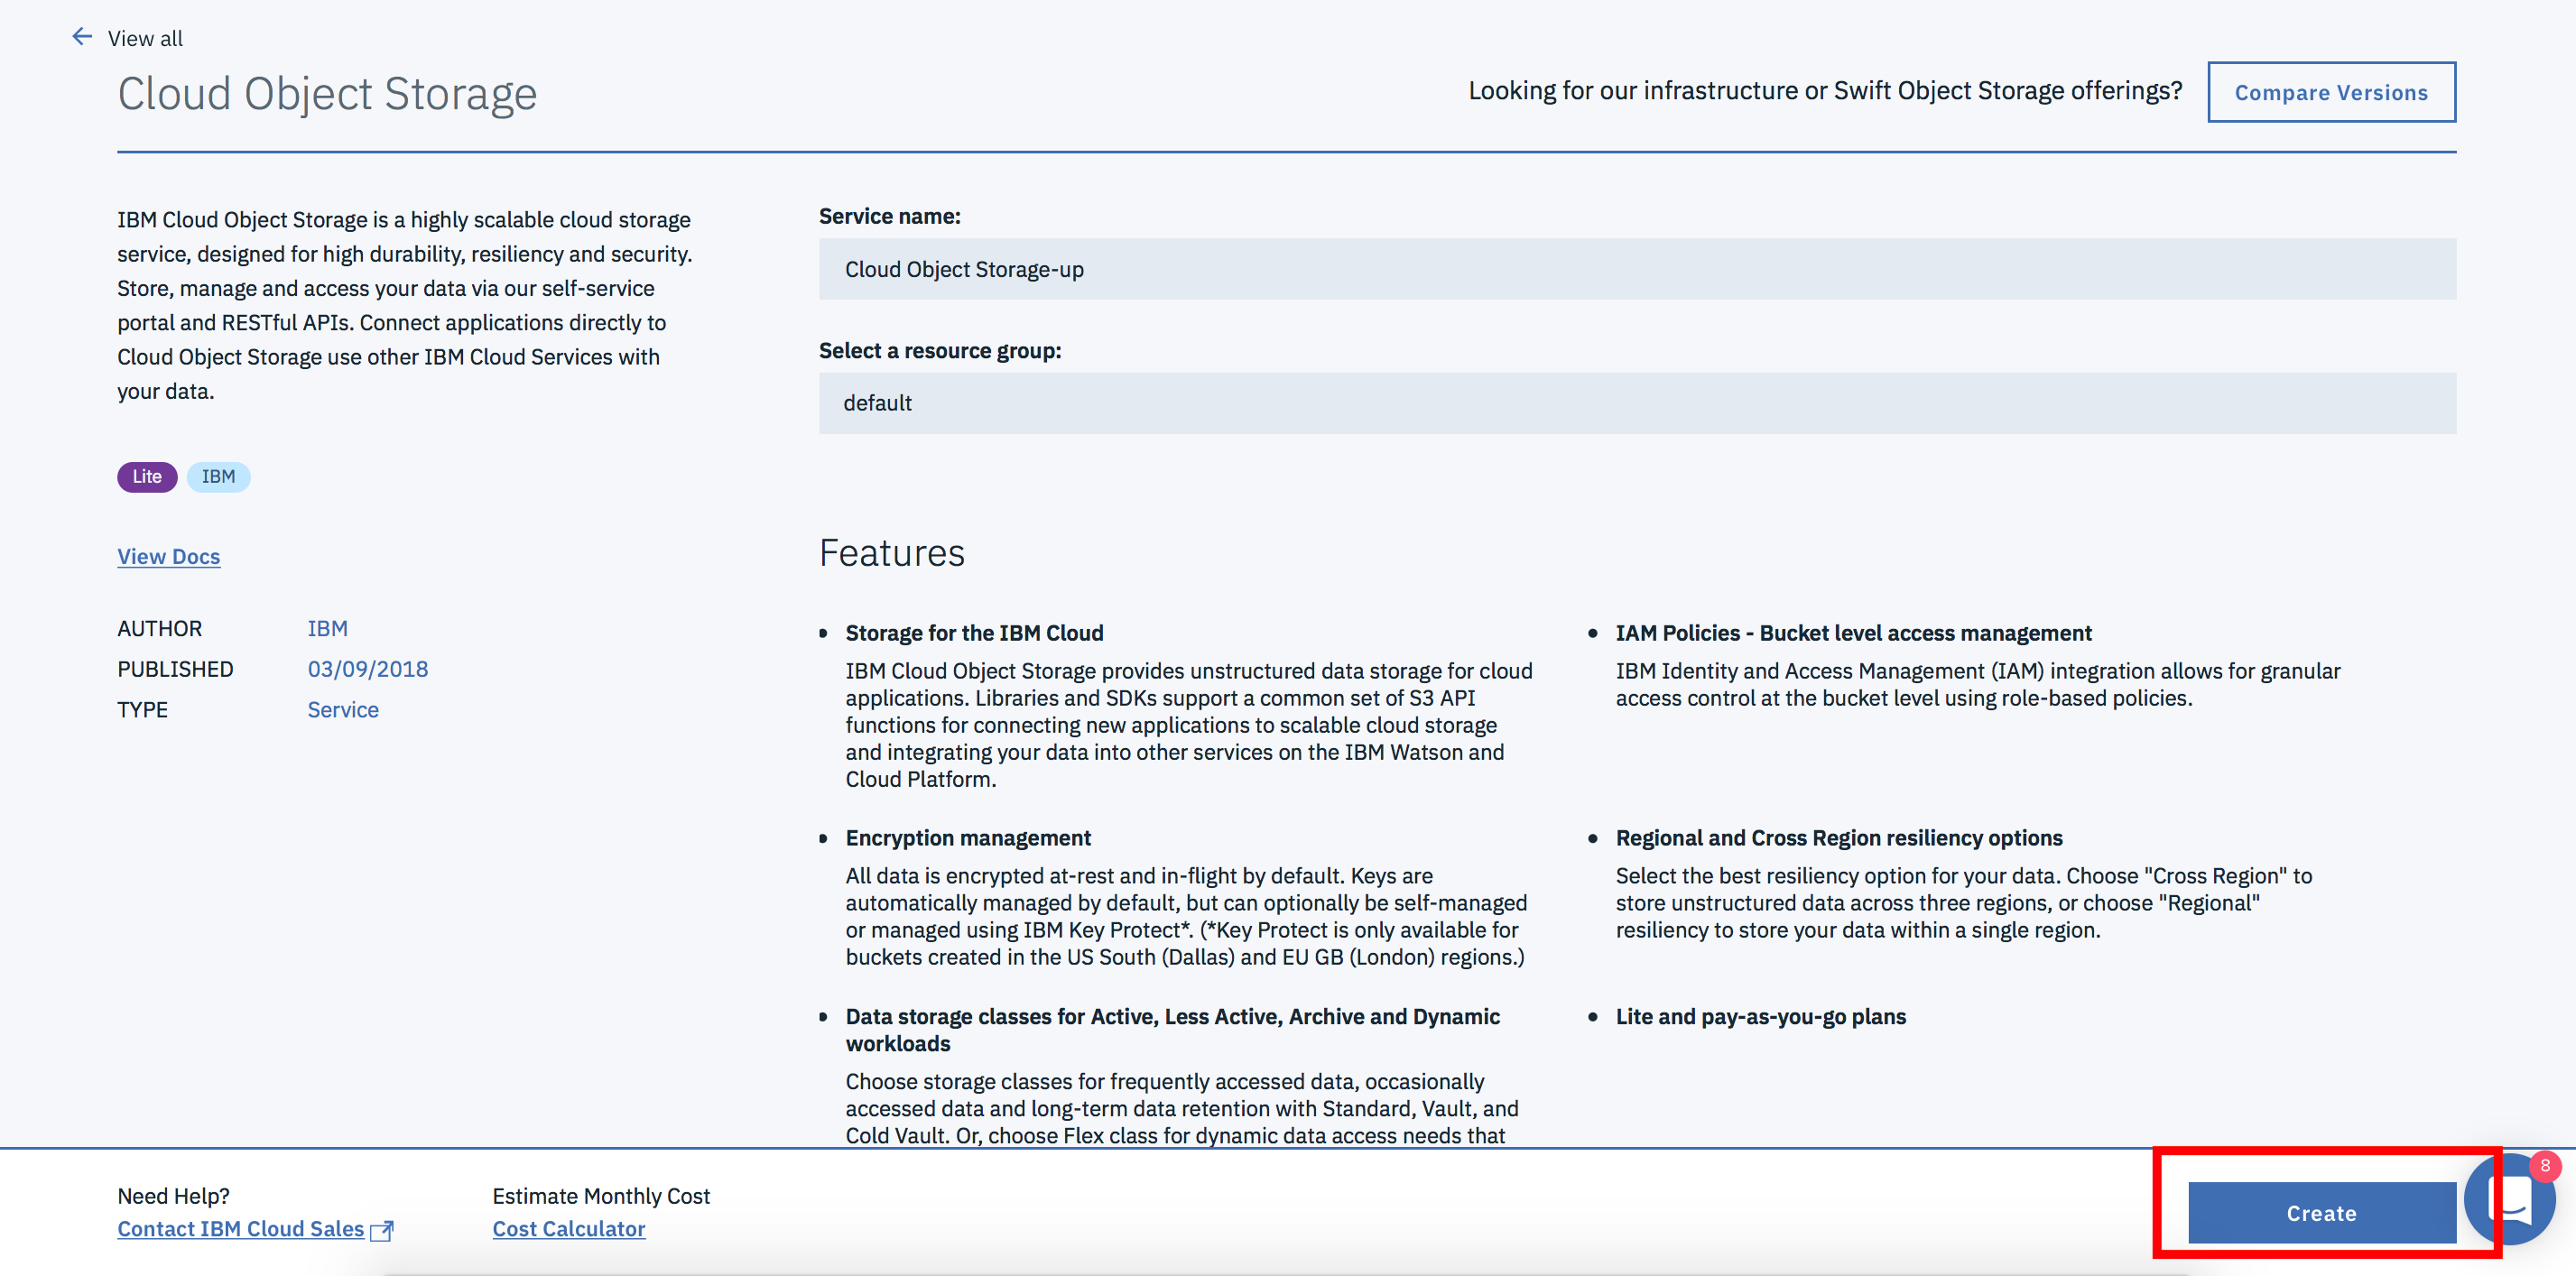 View all
Cloud Object Storage
Looking for our infrastructure or Swift Object Storage offerings?
Compare Versions
IBM Cloud Object Storage is a highly scalable cloud storage
service, designed for high durability, resiliency and security.
Store, manage and access your data via our self-service
portal and RESTful APIs. Connect applications directly to
Cloud Object Storage use other IBM Cloud Services with
your data.
Lite
IBM
View Docs
AUTHOR IBM
PUBLISHED 03/09/2018
TYPE Service
Service name:
Cloud Object Storage-up
Select a resource group:
default
Features
Storage for the IBM Cloud
IBM Cloud Object Storage provides unstructured data storage for cloud
applications. Libraries and SDKs support a common set of S3 API
functions for connecting new applications to scalable cloud storage
and integrating your data into other services on the IBM Watson and
Cloud Platform.
IAM Policies - Bucket level access management
IBM Identity and Access Management (IAM) integration allows for granular
access control at the bucket level using role-based policies.
Encryption management
All data is encrypted at-rest and in-flight by default. Keys are
automatically managed by default, but can optionally be self-managed
or managed using IBM Key Protect*. (*Key Protect is only available for
buckets created in the US South (Dallas) and EU GB (London) regions.)
Regional and Cross Region resiliency options
Select the best resiliency option for your data. Choose "Cross Region" to
store unstructured data across three regions, or choose "Regional"
resiliency to store your data within a single region.
Data storage classes for Active, Less Active, Archive and Dynamic
workloads
Choose storage classes for frequently accessed data, occasionally
accessed data and long-term data retention with Standard, Vault, and
Cold Vault. Or, choose Flex class for dynamic data access needs that
Lite and pay-as-you-go plans
Need Help?
Contact IBM Cloud Sales
Estimate Monthly Cost
Cost Calculator
Create
8